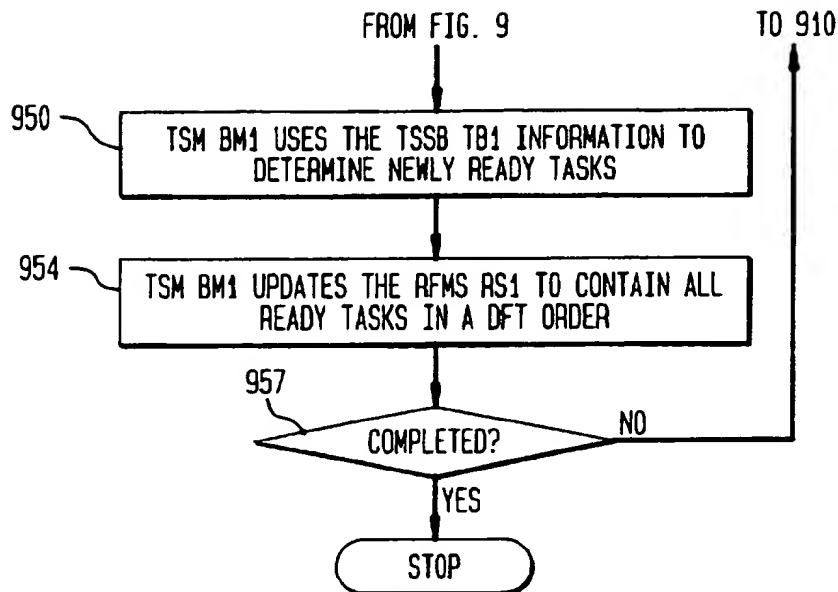 FROM FIG. 9
TO 910
950
TSM BM1 USES THE TSSB TB1 INFORMATION TO
DETERMINE NEWLY READY TASKS
954
TSM BM1 UPDATES THE RFMS RS1 TO CONTAIN ALL
READY TASKS IN A DFT ORDER
957
COMPLETED?
NO
YES
STOP